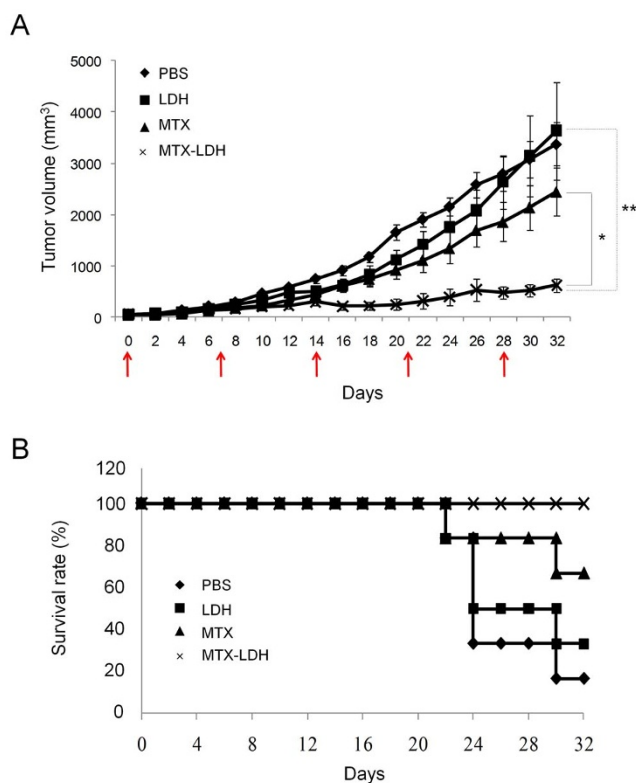 A
Tumor volume (mm³)
5000
4000
3000
2000
1000
0
PBS
LDH
MTX
MTX-LDH
*
**
0 2 4 6 8 10 12 14 16 18 20 22 24 26 28 30 32
Days
B
Survival rate (%)
120
100
80
60
40
20
0
PBS
LDH
MTX
MTX-LDH
0 4 8 12 16 20 24 28 32
Days